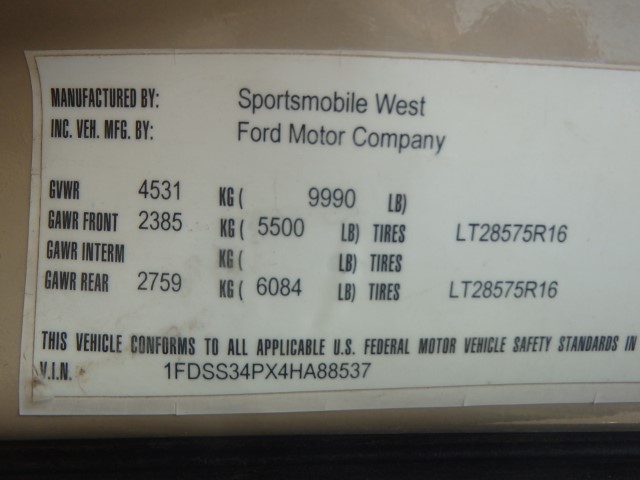 MANUFACTURED BY: Sportsmobile West
INC. VEH. MFG. BY: Ford Motor Company
GVWR 4531 KG ( 9990 LB)
GAWR FRONT 2385 KG ( 5500 LB) TIRES LT28575R16
GAWR INTERM KG ( LB) TIRES
GAWR REAR 2759 KG ( 6084 LB) TIRES LT28575R16
THIS VEHICLE CONFORMS TO ALL APPLICABLE U.S. FEDERAL MOTOR VEHICLE SAFETY STANDARDS IN
V.I.N. 1FDSS34PX4HA88537